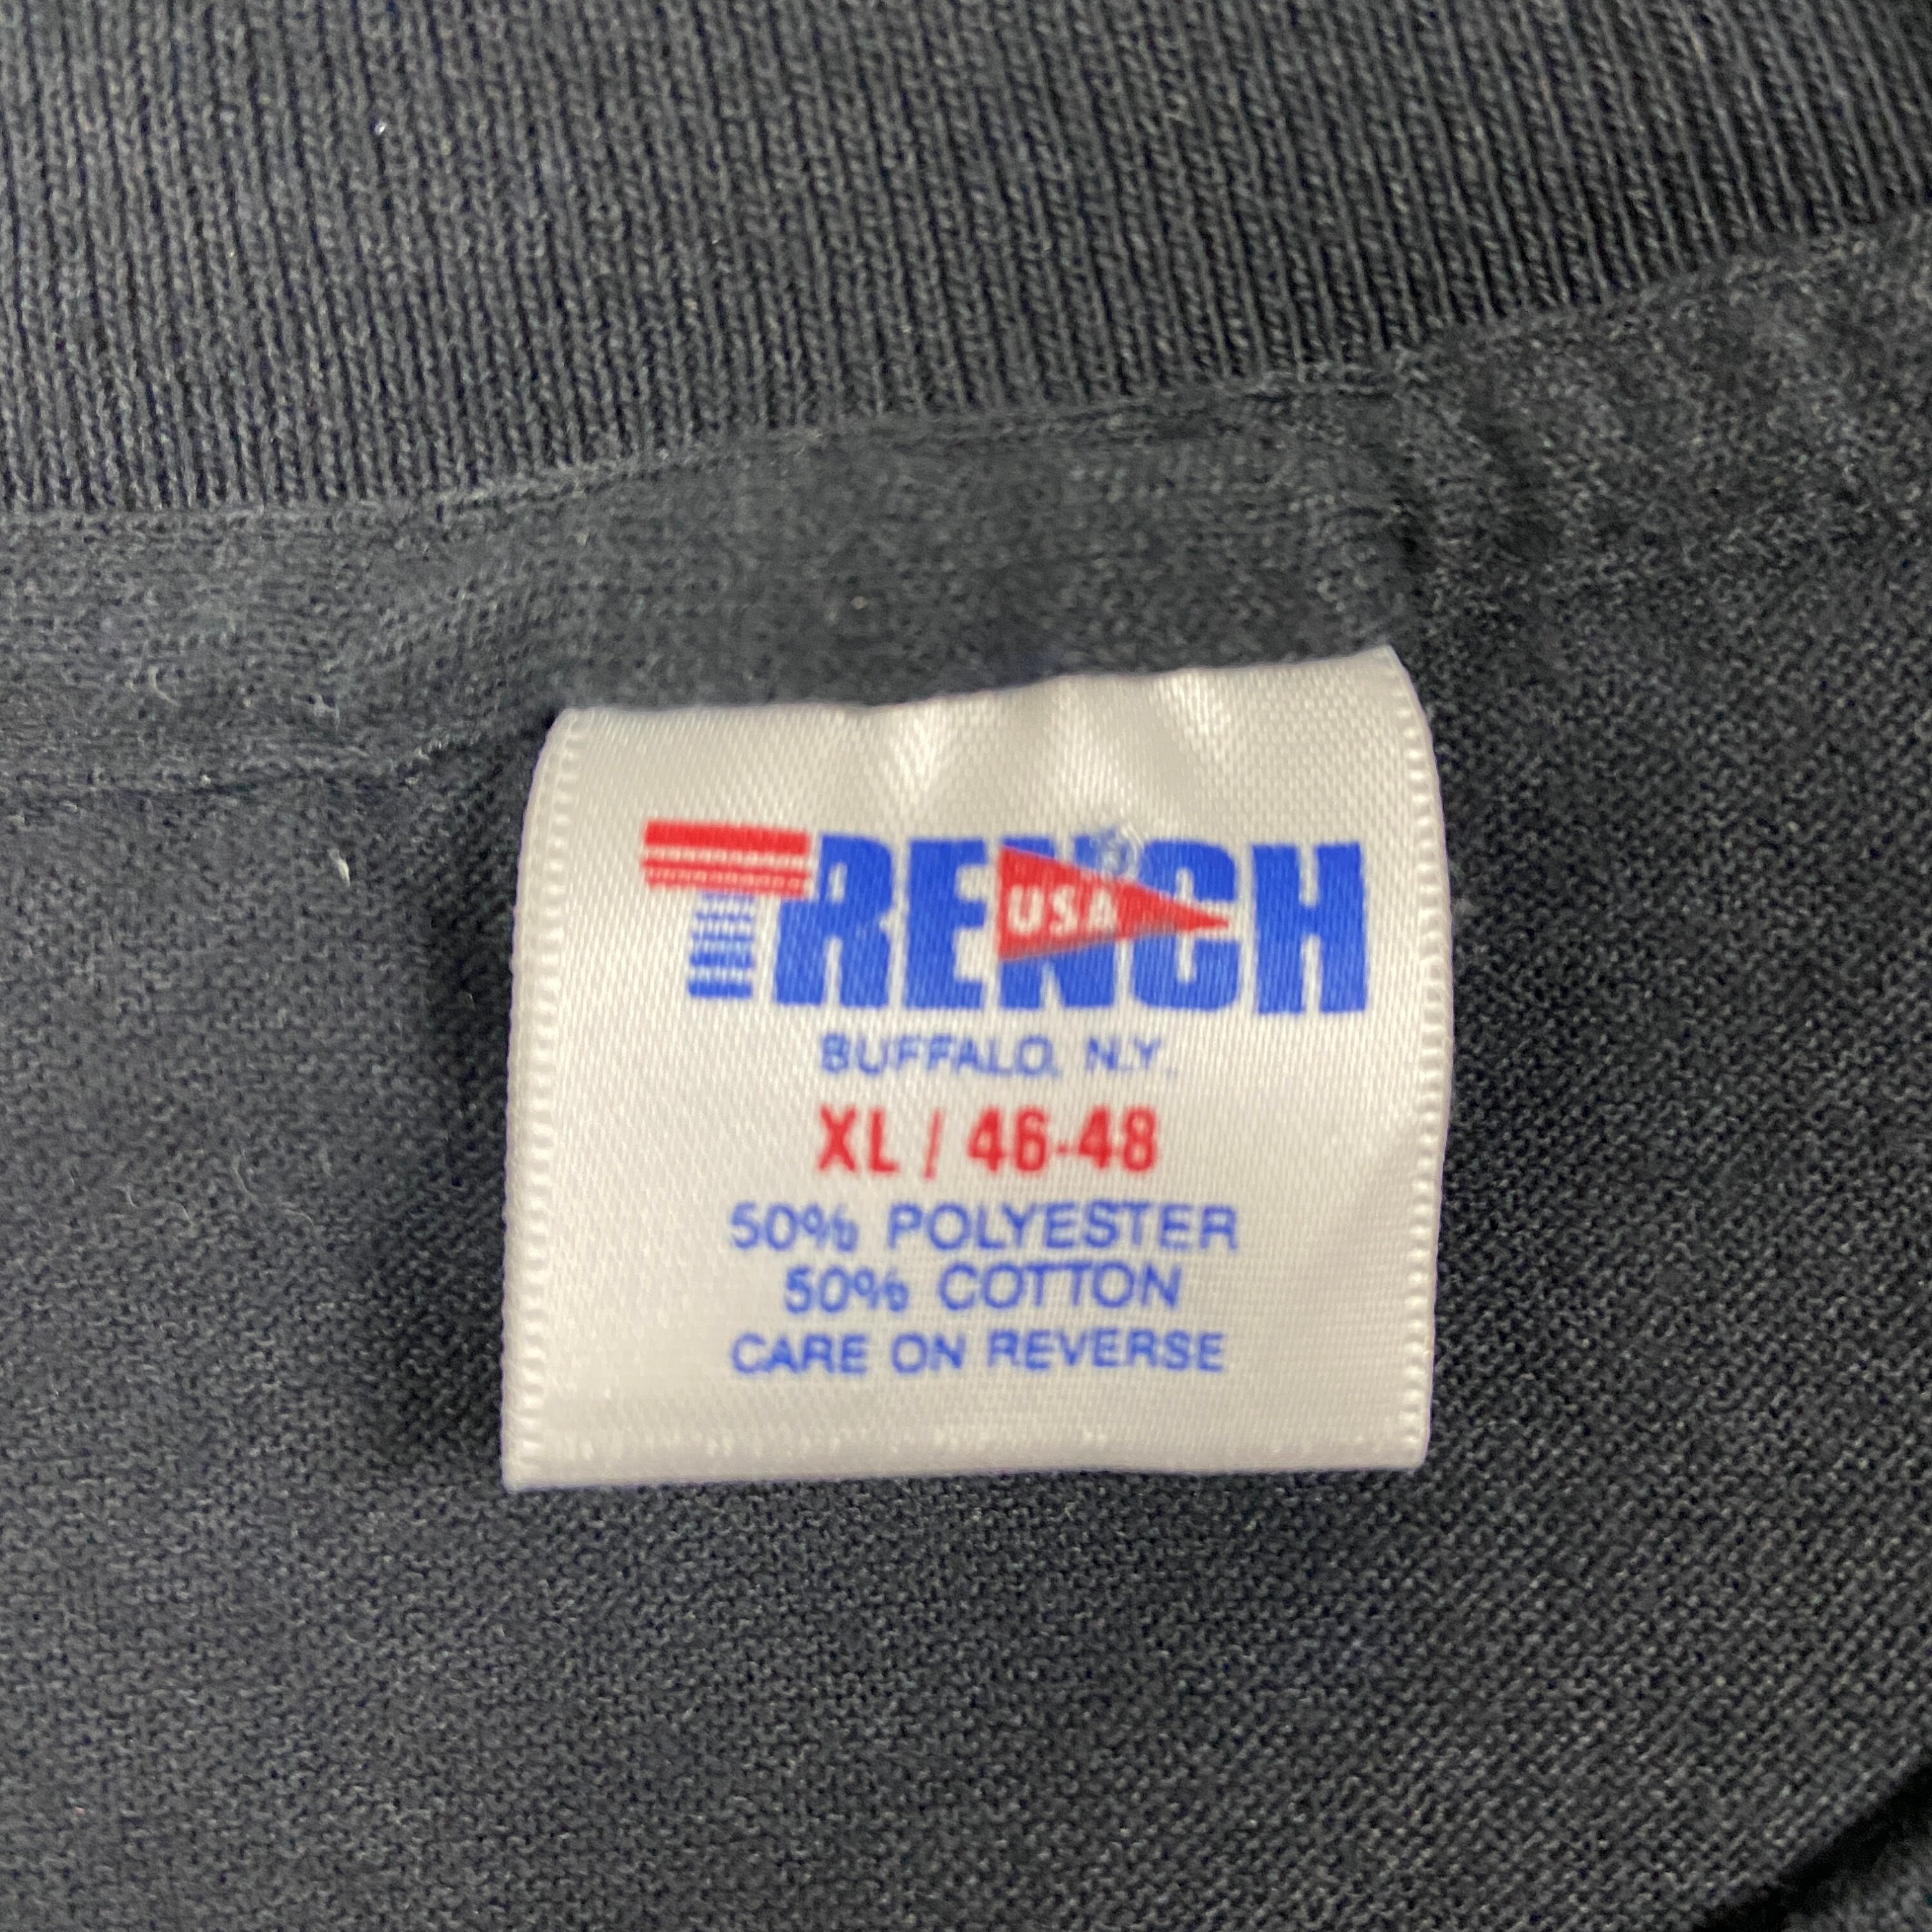 TRENCH®
USA
BUFFALO, N.Y.
XL / 46-48
50% POLYESTER
50% COTTON
CARE ON REVERSE